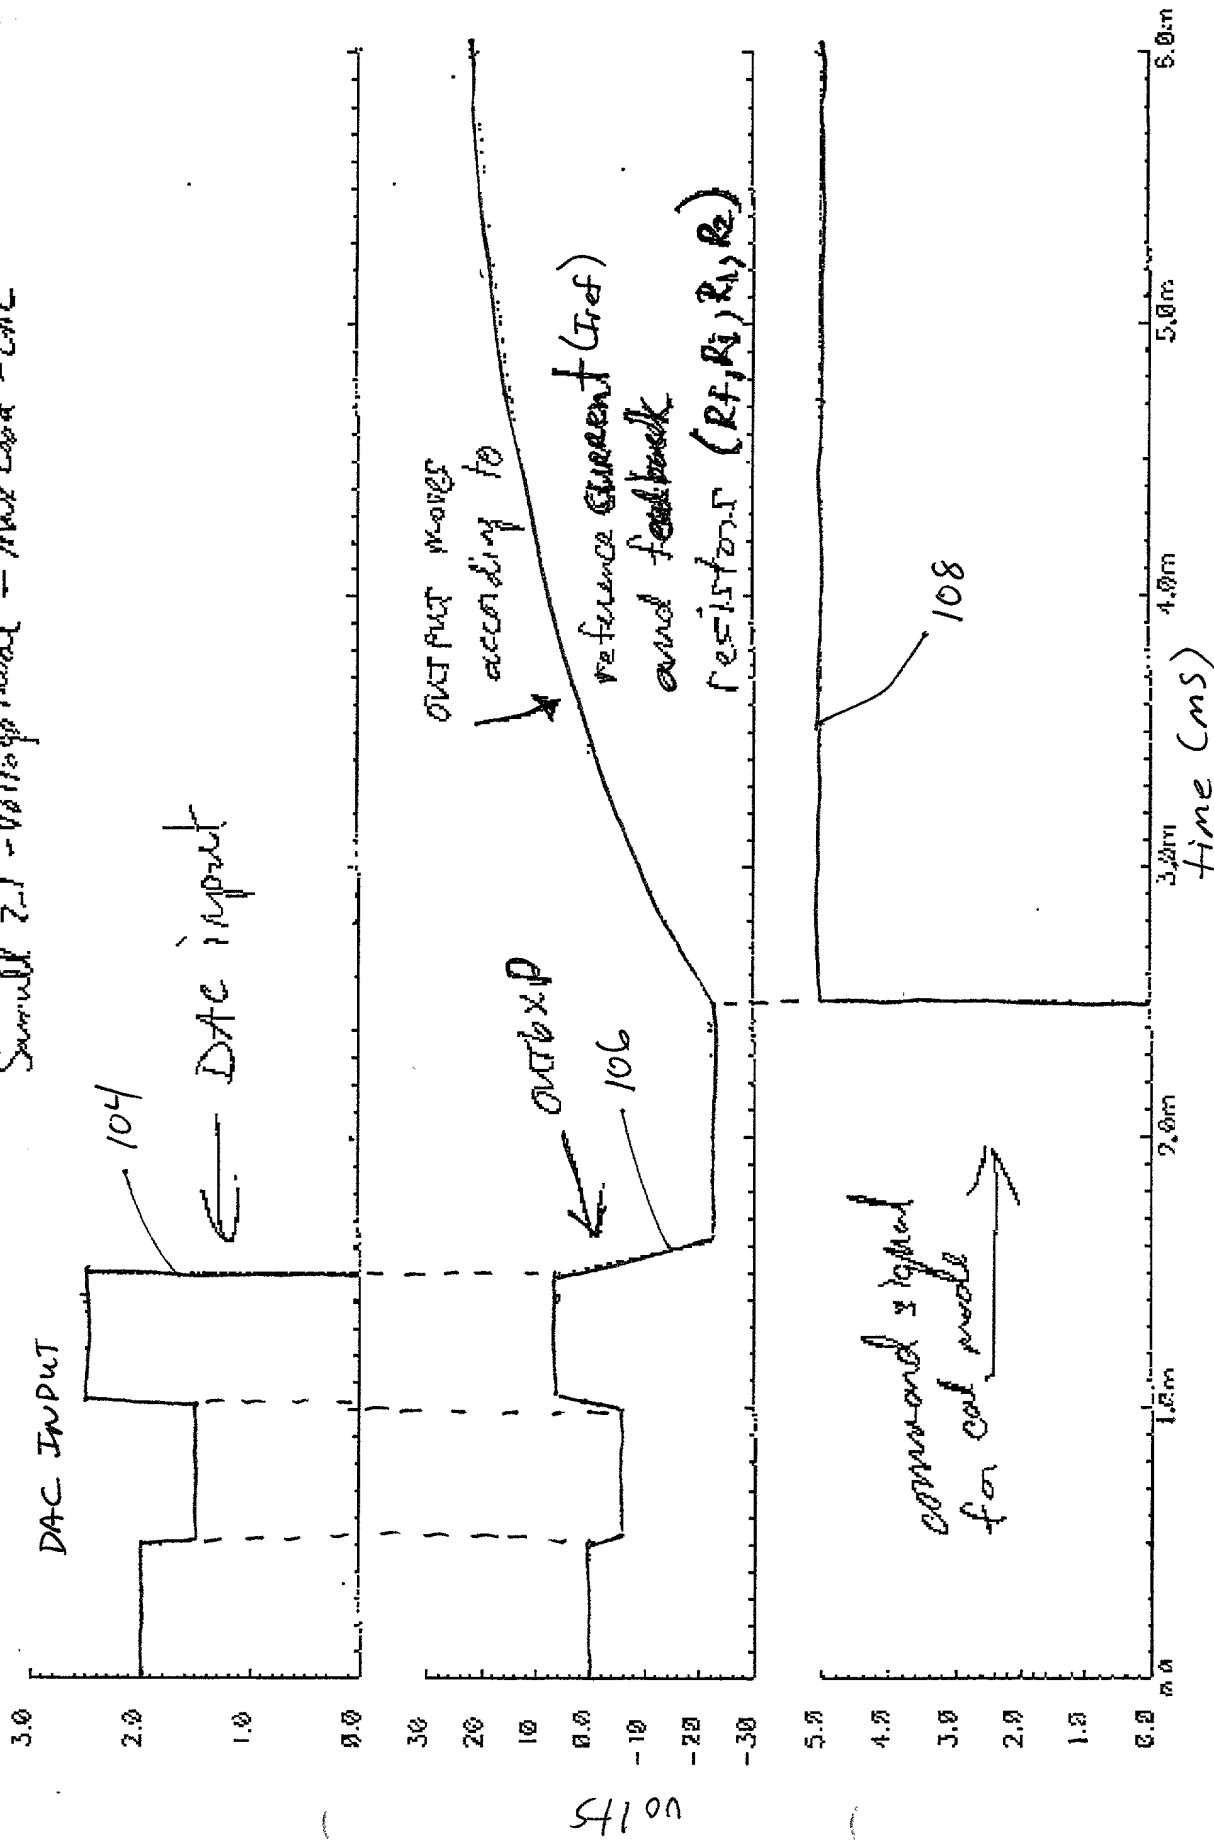 DAC INPUT
104
← DAC input
3.0
2.0
1.0
0.0
OUT6XP
106
output moves
according to
reference current (Iref)
and feedback
resistors (Rf, Ri, R1, R2)
30
20
10
0.0
-10
-20
-30
volts
command signal
for cal mode
108
5.0
4.0
3.0
2.0
1.0
0.0
1.0m
2.0m
3.0m
4.0m
5.0m
6.0m
time (ms)